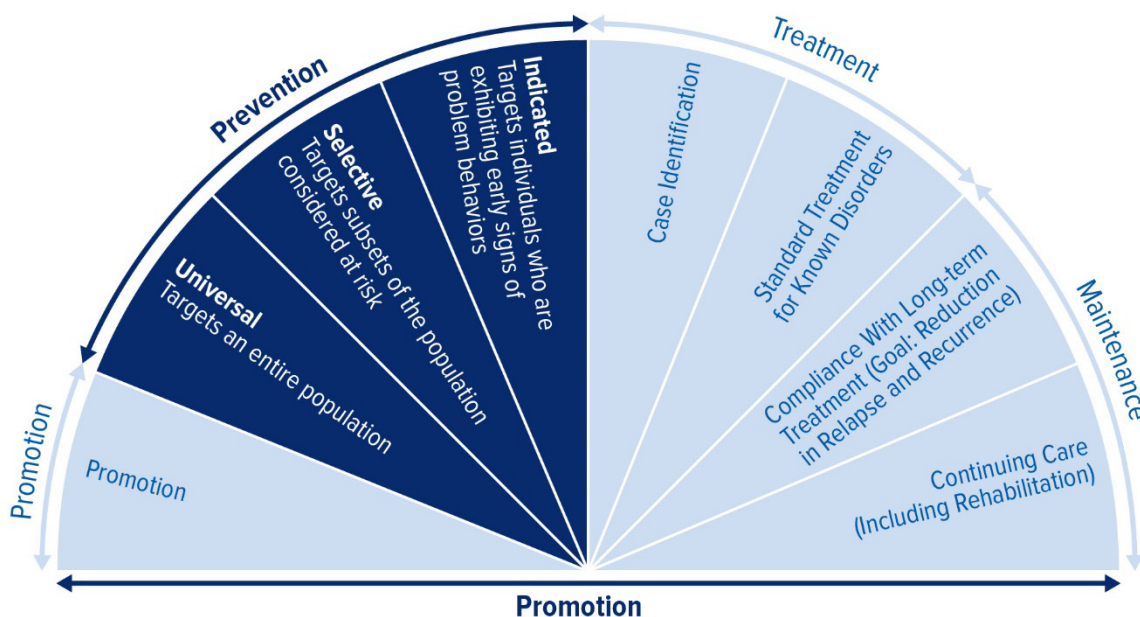 Promotion
Promotion
Prevention
Universal
Targets an entire population
Selective
Targets subsets of the population
considered at risk
Indicated
Targets individuals who are
exhibiting early signs of
problem behaviors
Treatment
Case Identification
Standard Treatment
for Known Disorders
Maintenance
Compliance With Long-term
Treatment (Goal: Reduction
in Relapse and Recurrence)
Continuing Care
(Including Rehabilitation)
Promotion